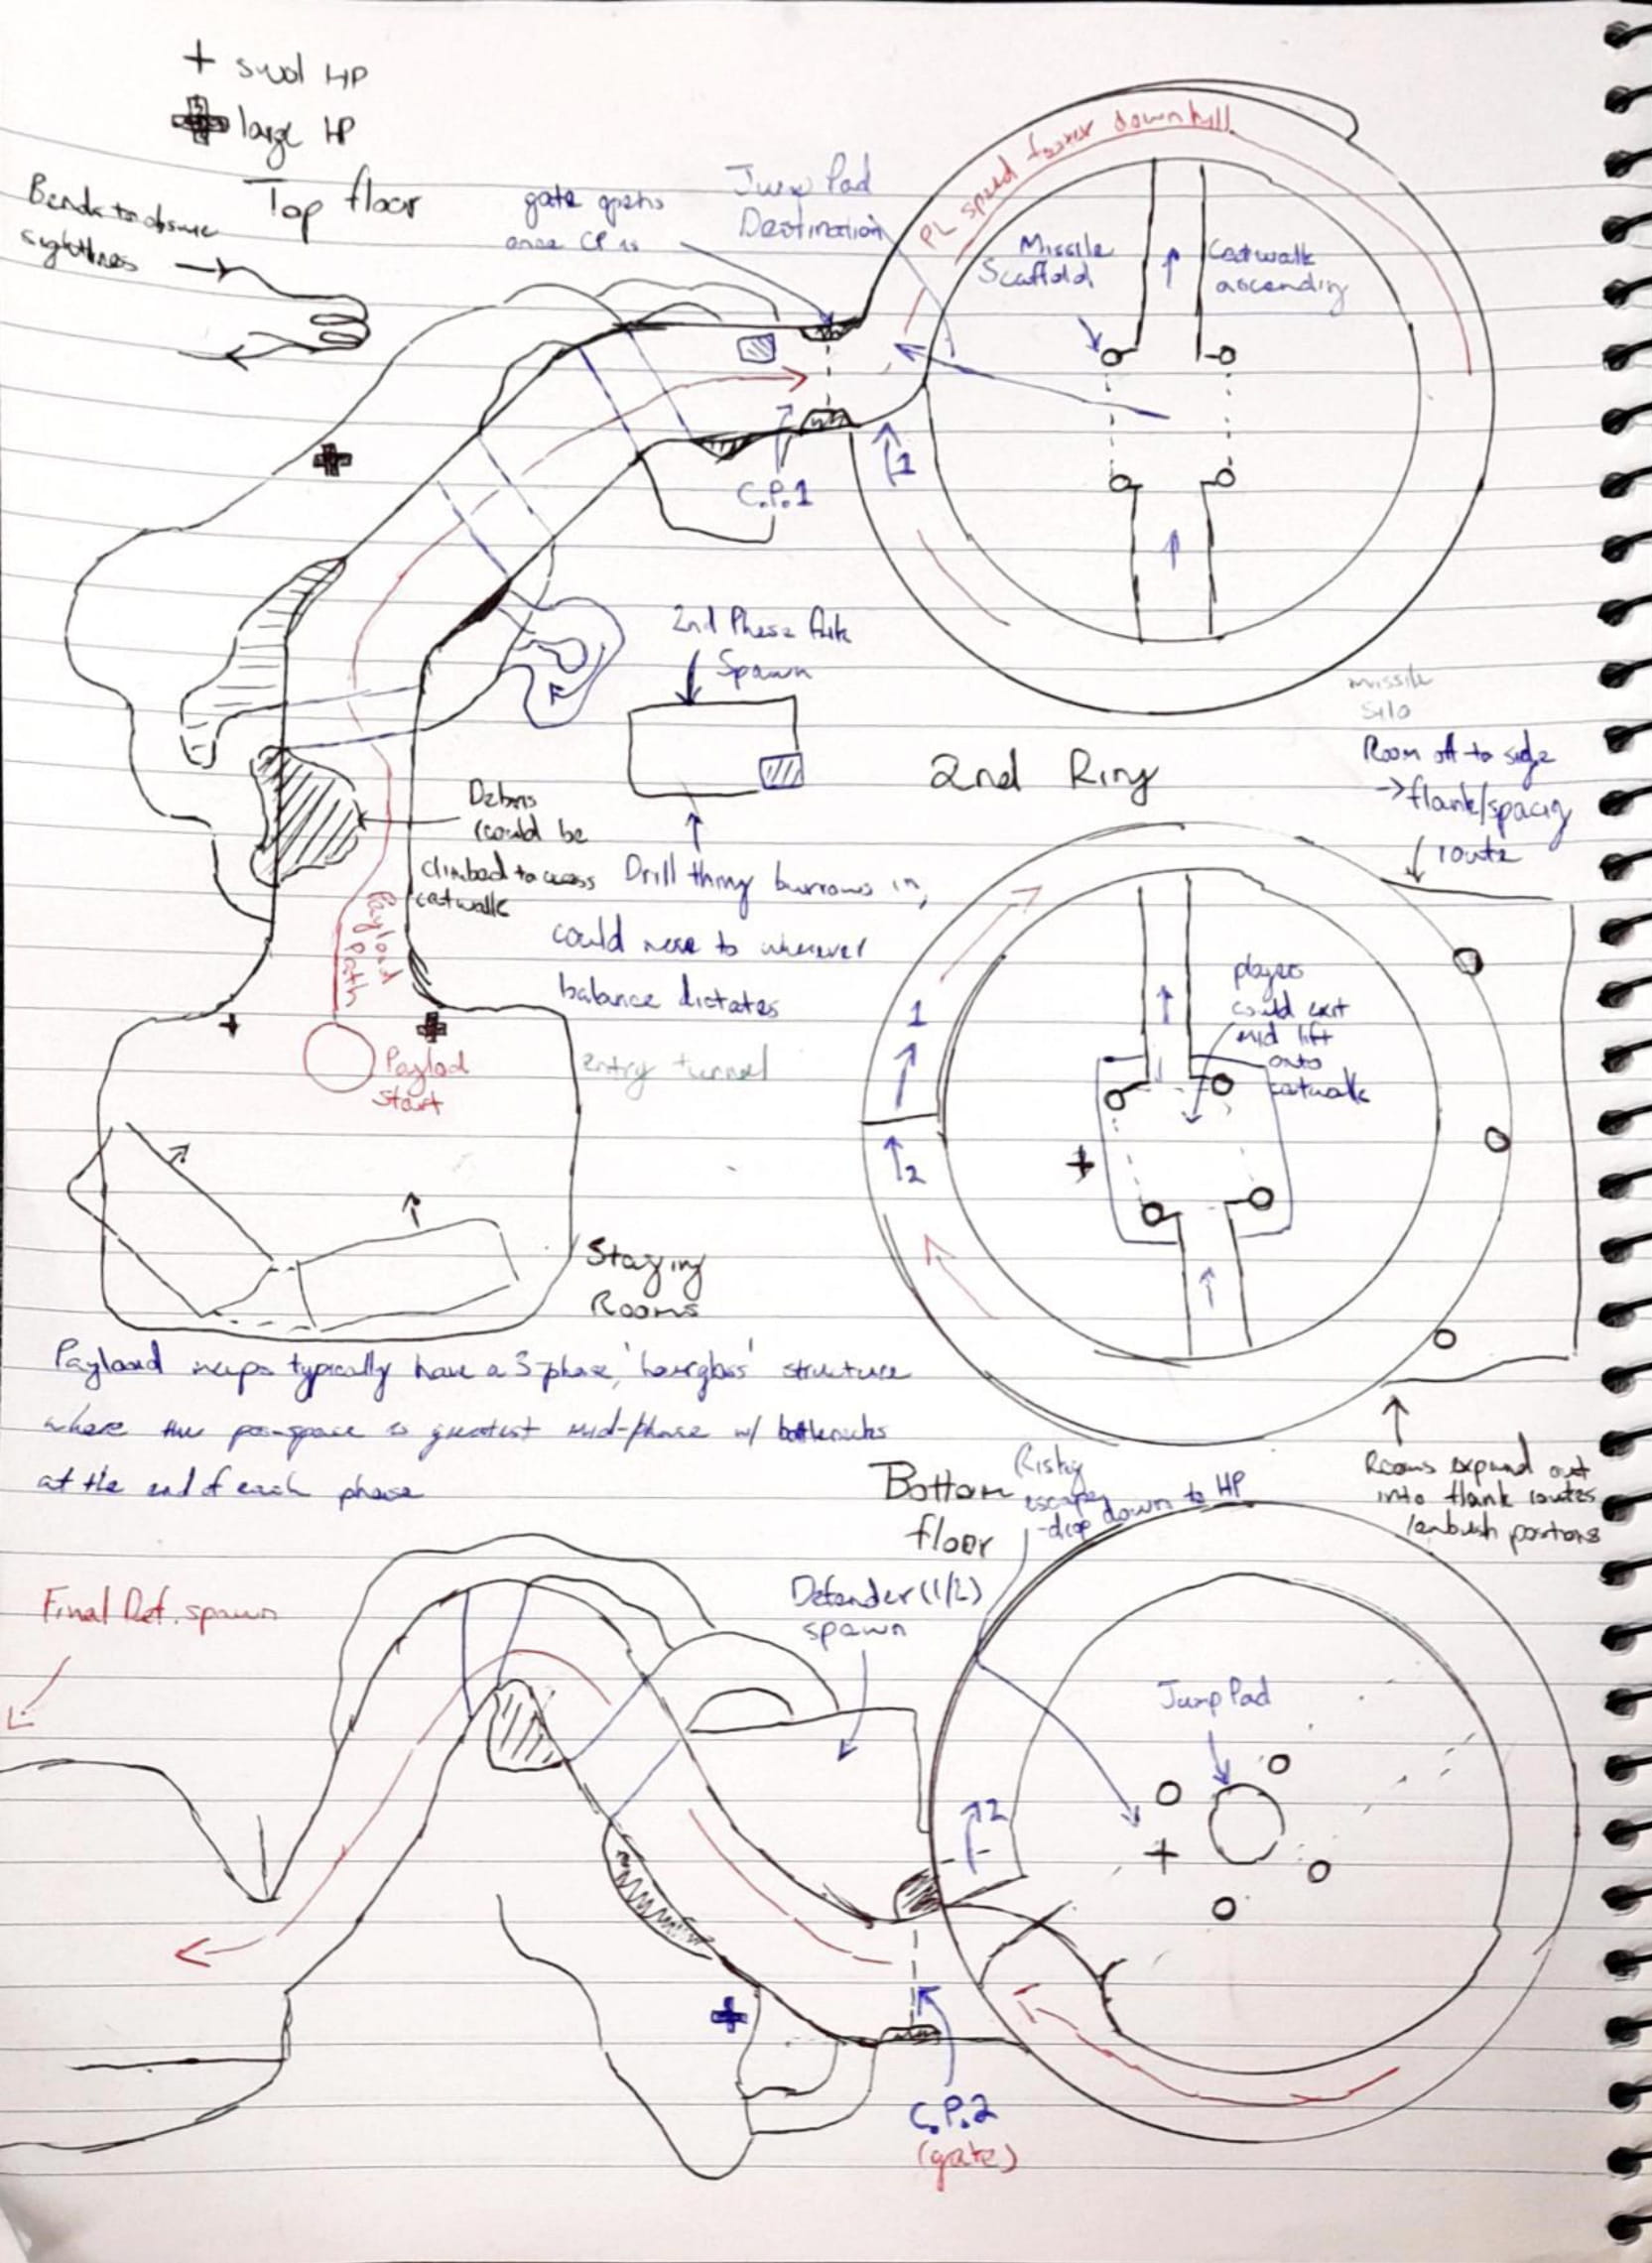 + small HP
large HP
Top floor
Bends to obscure
sightlines
gate opens
once CP is
Jump Pad
Destination
PL speed faster downhill
Missile
Scaffold
Catwalk
ascending
C.P.1
1
2nd Phase Atk
Spawn
missile
silo
2nd Ring
Room off to side
→ flank/spacing
route
Debris
(could be
climbed to access
catwalk
Drill thing burrows in,
could move to wherever
balance dictates
Payload
Path
entry tunnel
Payload
start
players
could exit
mid lift
onto
catwalk
1
2
Staging
Rooms
Payload maps typically have a 3-phase, 'hourglass' structure
where the is greatest mid-phase w/ bottlenecks
at the end of each phase
Rooms expand out
into flank routes
/ambush positions
Bottom
floor
Risky
escape
-drop down to HP
Final Def. spawn
Defender (1/2)
spawn
Jump Pad
2
C.P.2
(gate)